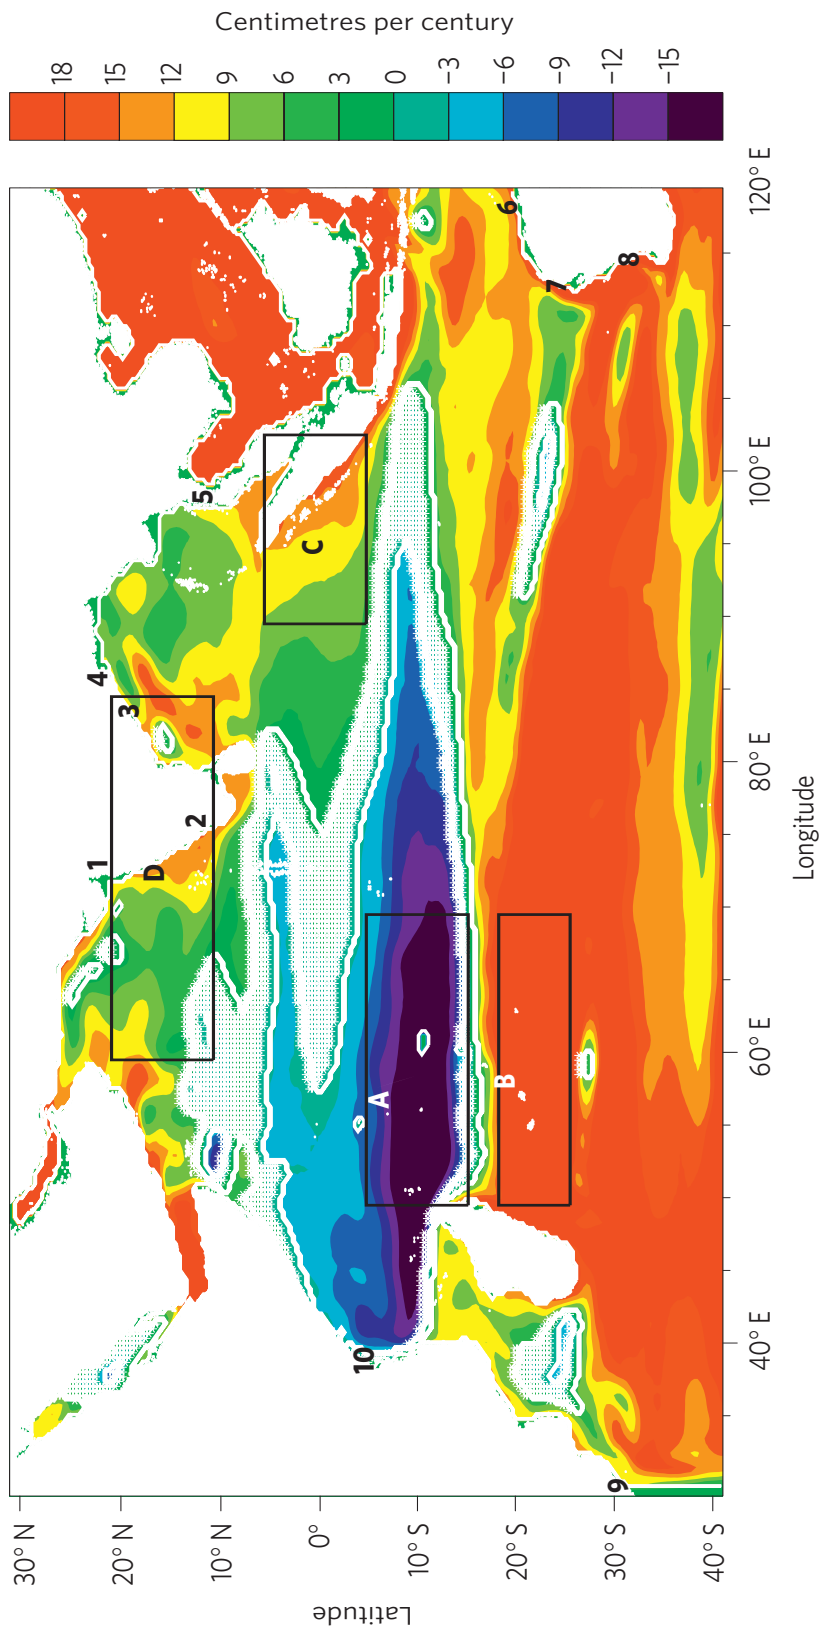 Centimetres per century
18
15
12
9
6
3
0
−3
−6
−9
−12
−15
30° N
20° N
10° N
0°
10° S
20° S
30° S
40° S
Latitude
40° E
60° E
80° E
100° E
120° E
Longitude
1
2
3
4
5
6
7
8
9
10
A
B
C
D